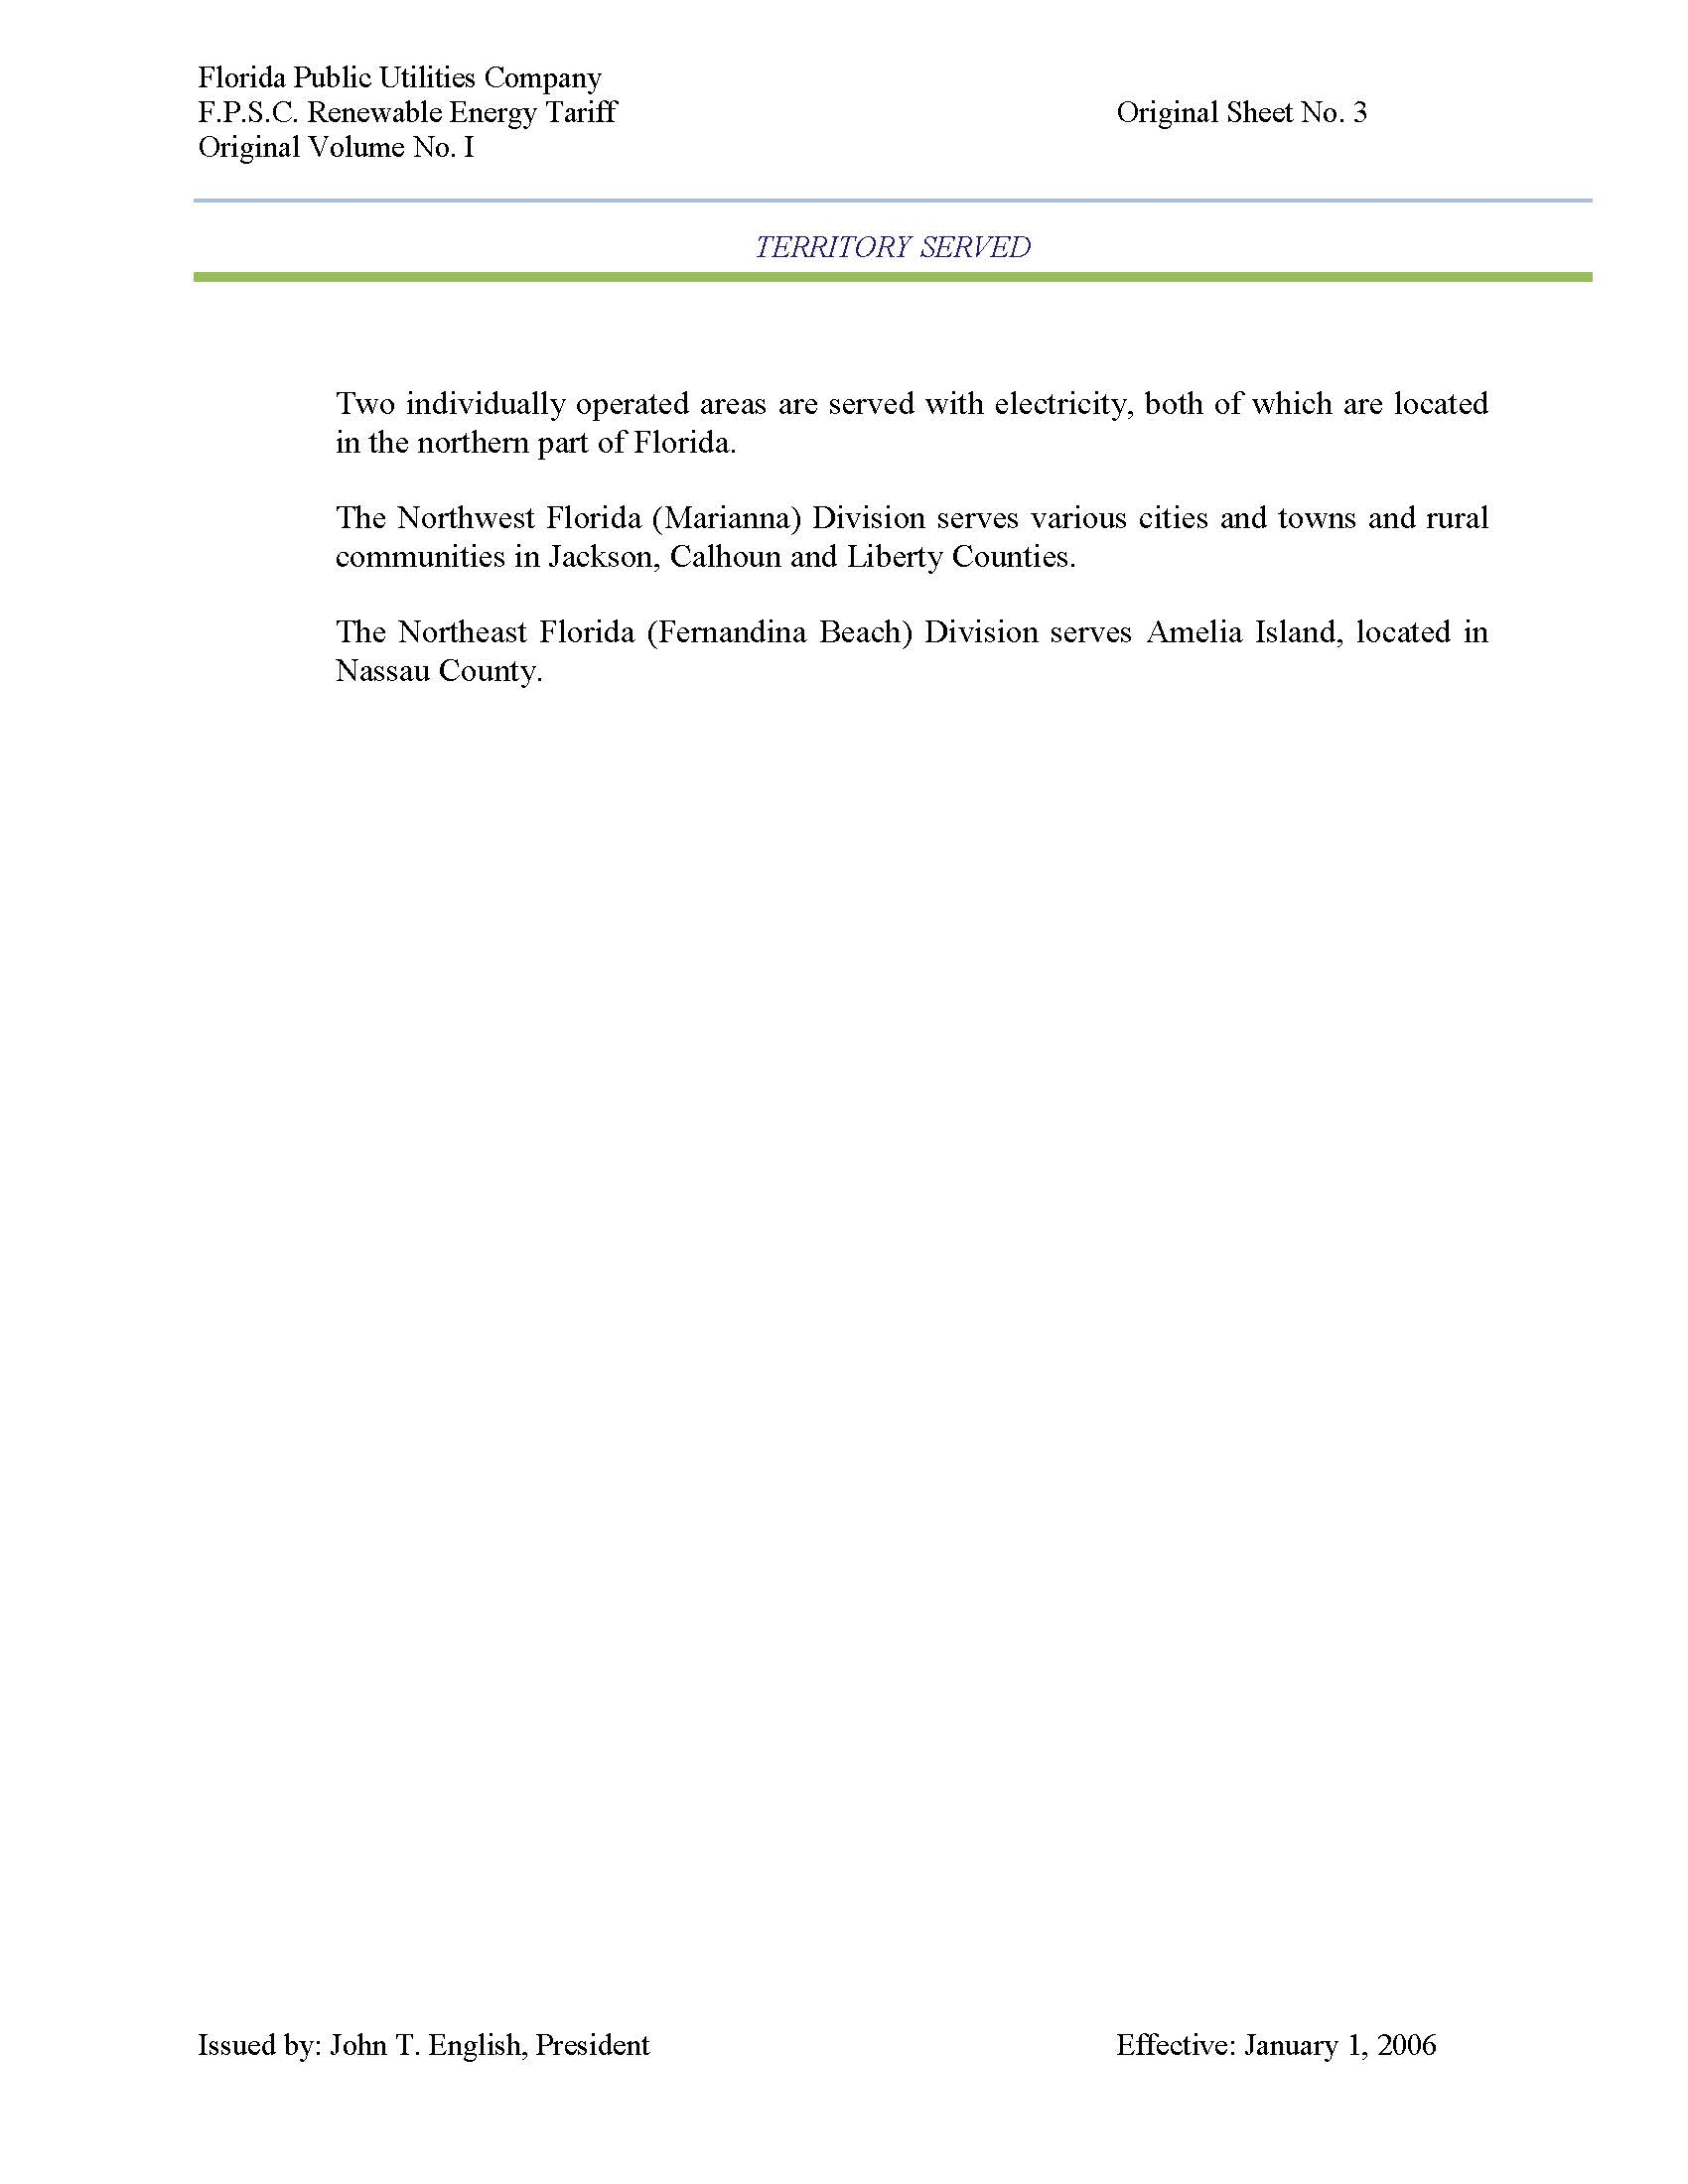 Florida Public Utilities Company
F.P.S.C. Renewable Energy Tariff Original Sheet No. 3
Original Volume No. I
TERRITORY SERVED
Two individually operated areas are served with electricity, both of which are located
in the northern part of Florida.
The Northwest Florida (Marianna) Division serves various cities and towns and rural
communities in Jackson, Calhoun and Liberty Counties.
The Northeast Florida (Fernandina Beach) Division serves Amelia Island, located in
Nassau County.
Issued by: John T. English, President Effective: January 1, 2006